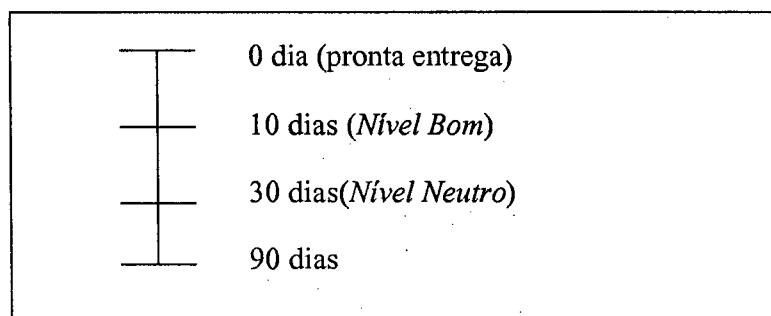 0 dia (pronta entrega)
10 dias (Nível Bom)
30 dias(Nível Neutro)
90 dias